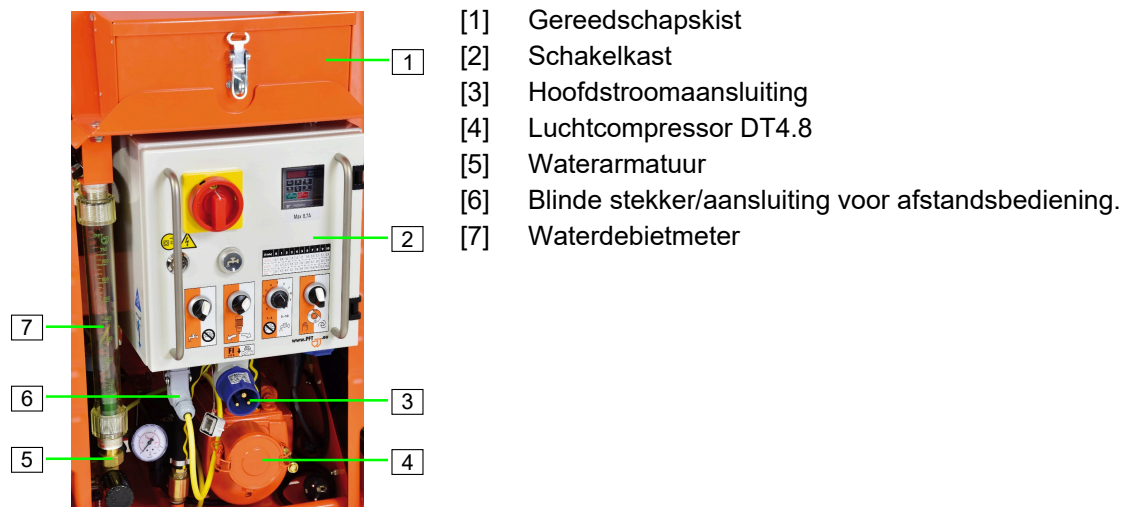 [1] Gereedschapskist
[2] Schakelkast
[3] Hoofdstroomaansluiting
[4] Luchtcompressor DT4.8
[5] Waterarmatuur
[6] Blinde stekker/aansluiting voor afstandsbediening.
[7] Waterdebietmeter
1
Max 8,7A
2
7
www.PFT
FI
6
3
5
4